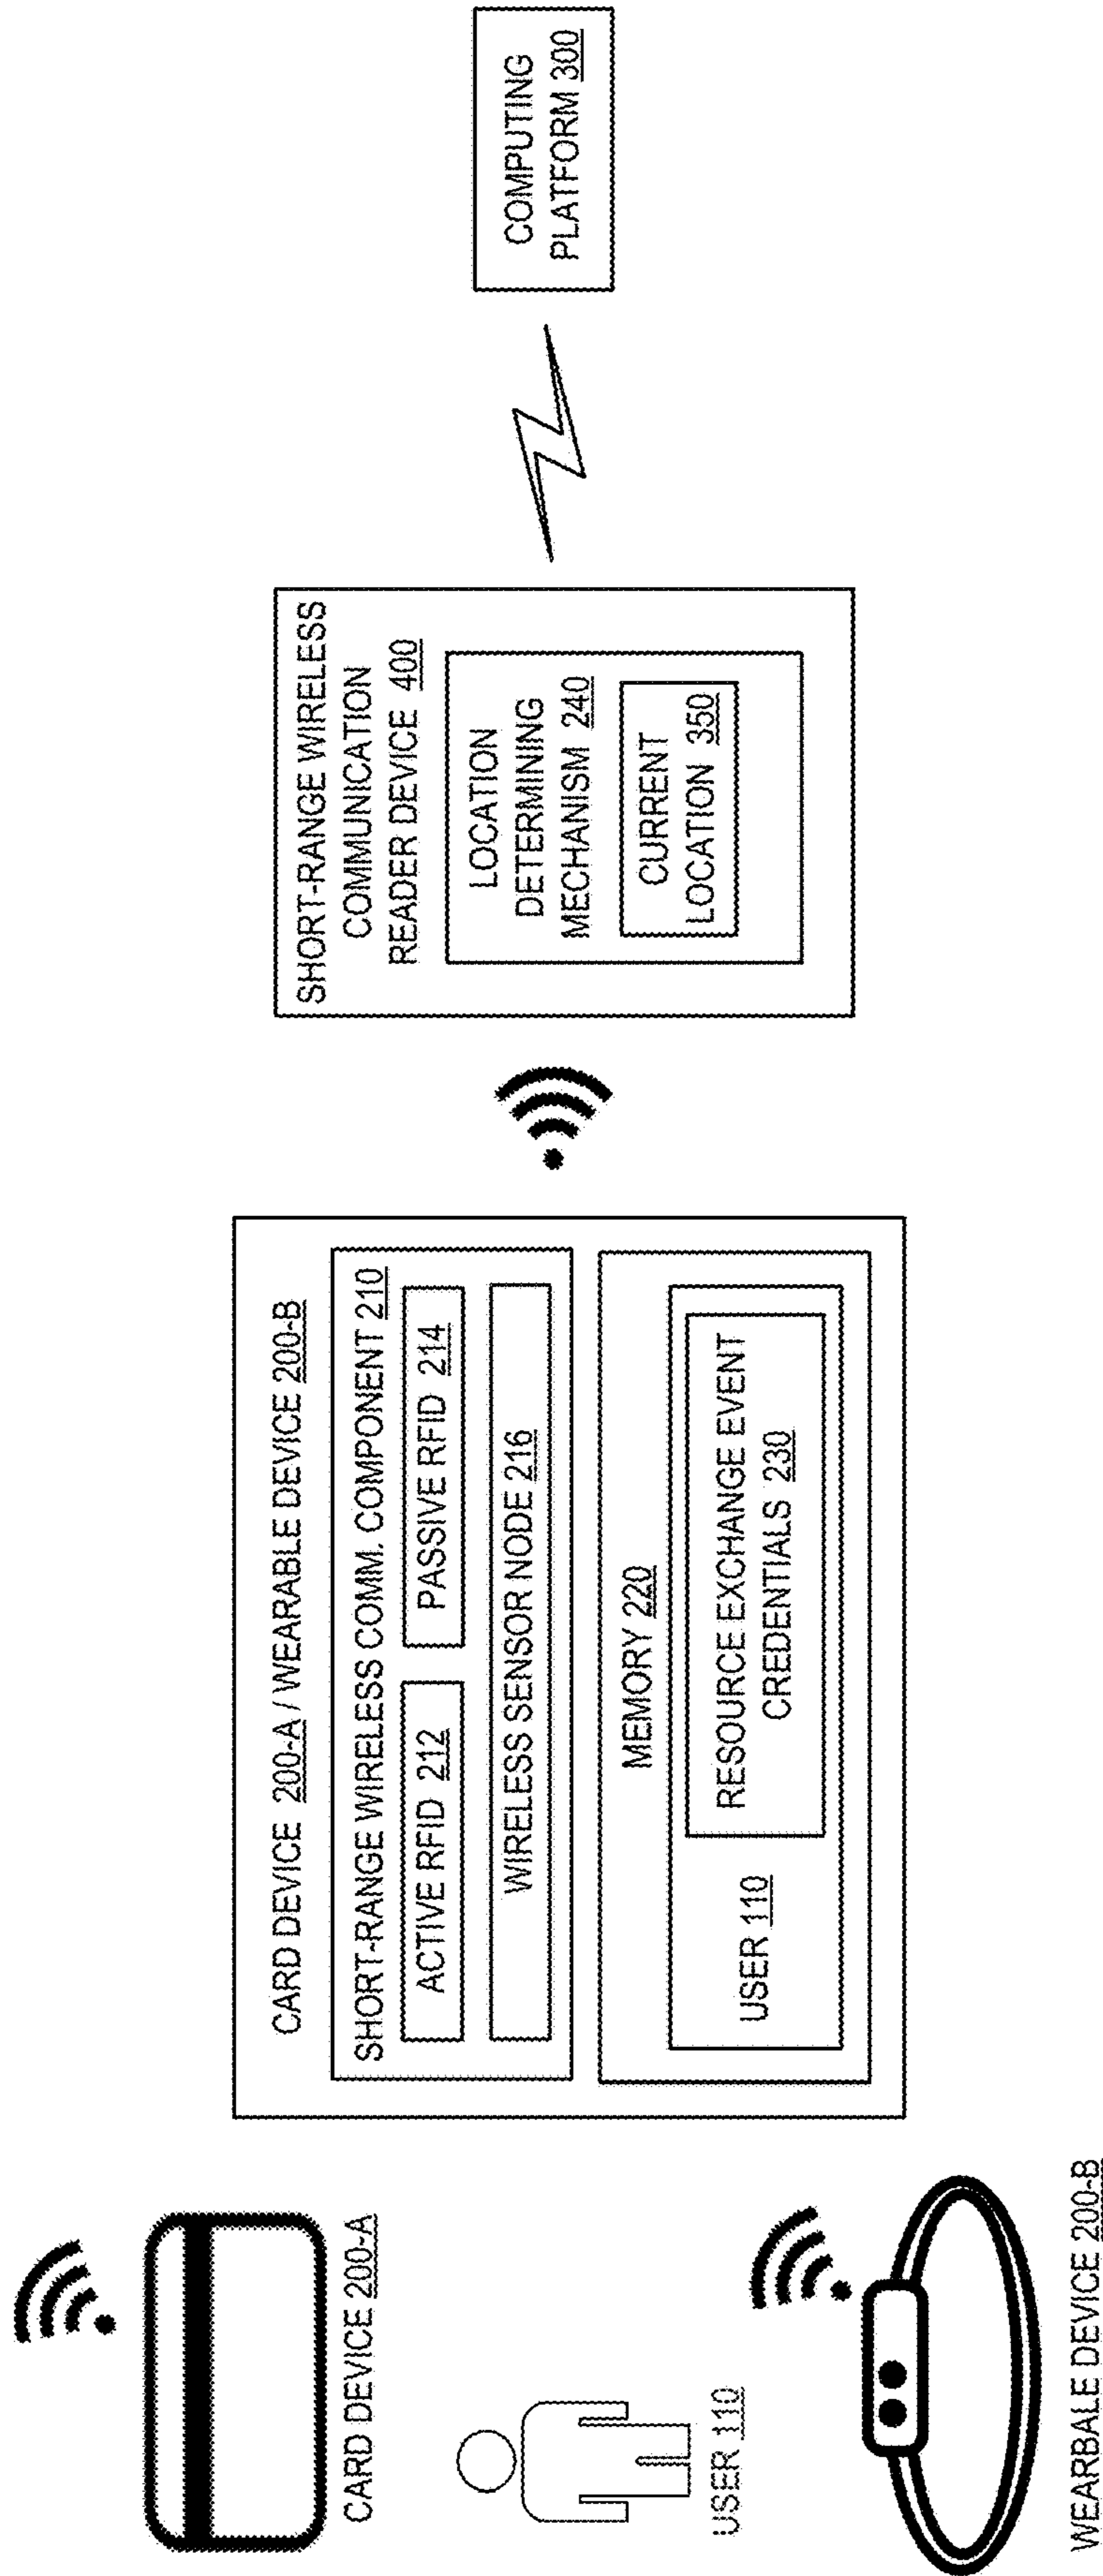 CARD DEVICE 200-A
USER 110
WEARBALE DEVICE 200-B
CARD DEVICE 200-A / WEARABLE DEVICE 200-B
SHORT-RANGE WIRELESS COMM. COMPONENT 210
ACTIVE RFID 212
PASSIVE RFID 214
WIRELESS SENSOR NODE 216
MEMORY 220
USER 110
RESOURCE EXCHANGE EVENT
CREDENTIALS 230
SHORT-RANGE WIRELESS
COMMUNICATION
READER DEVICE 400
LOCATION
DETERMINING
MECHANISM 240
CURRENT
LOCATION 350
COMPUTING
PLATFORM 300